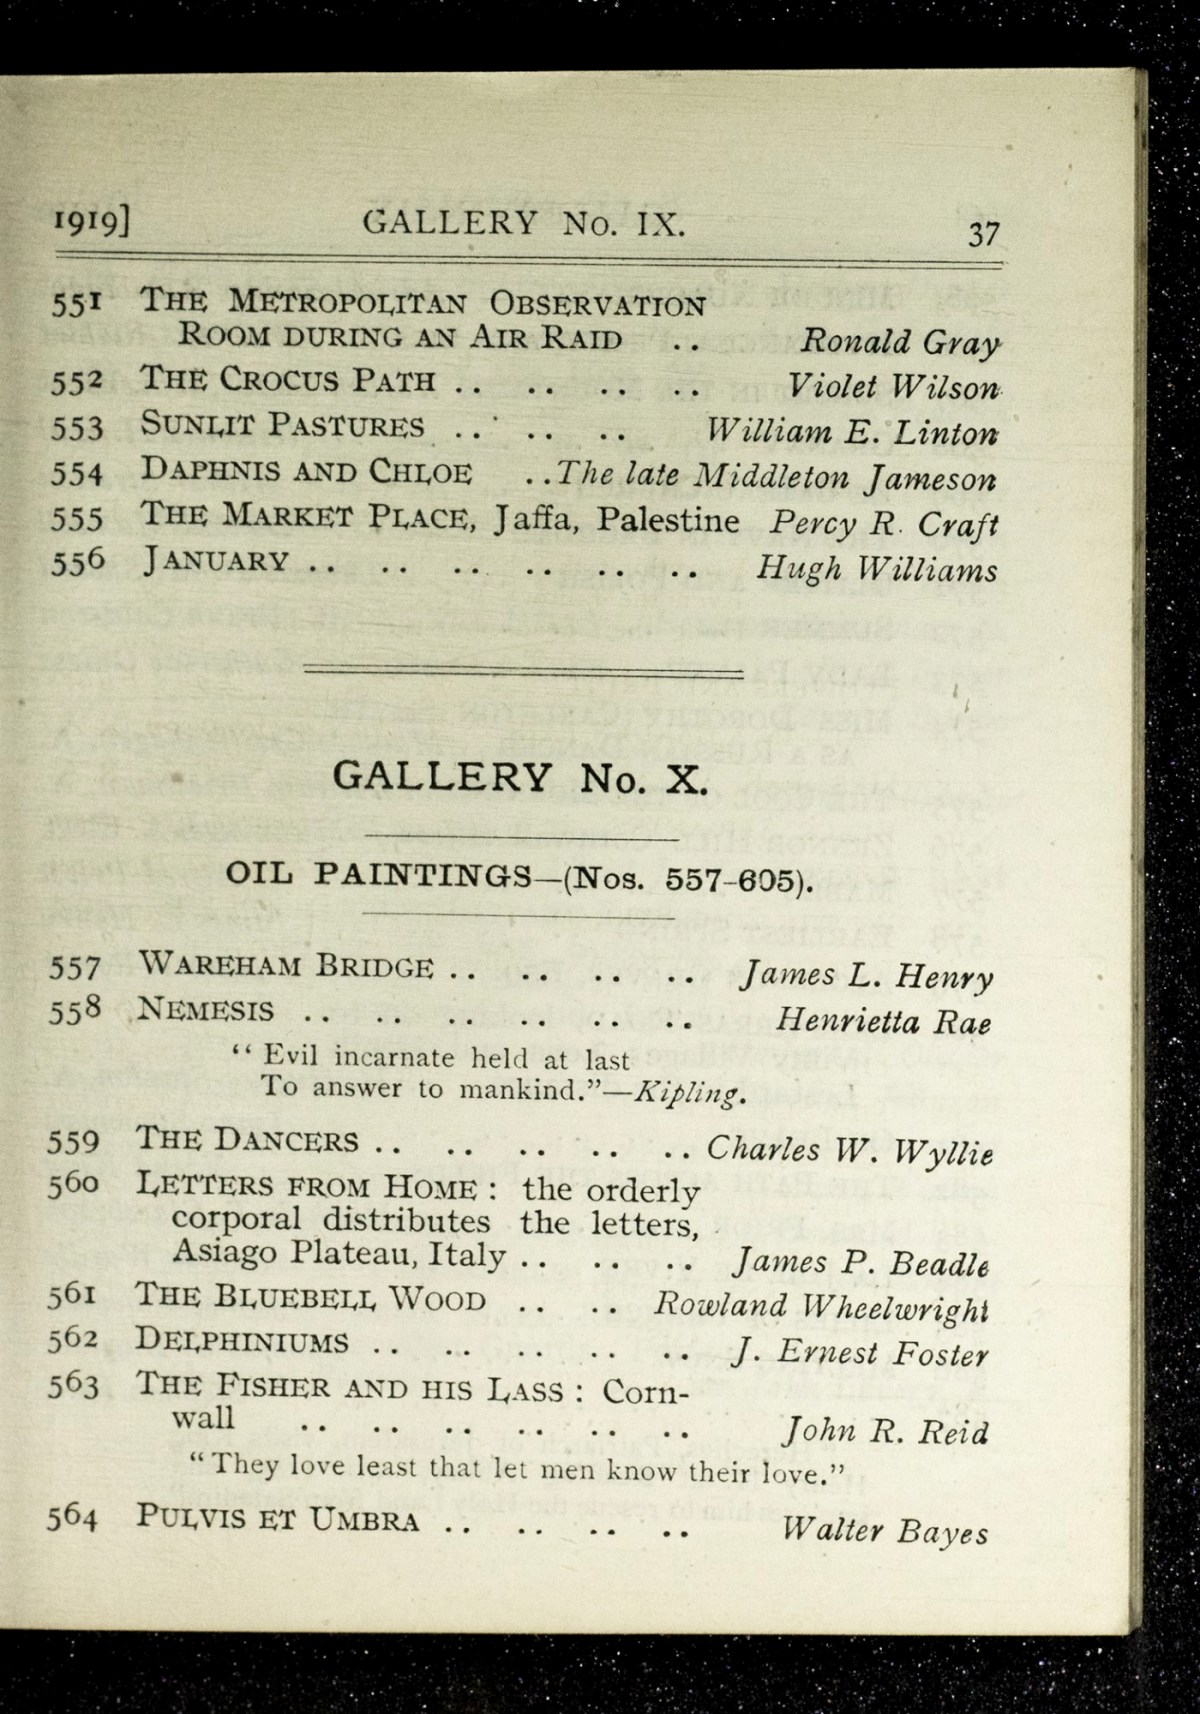 1919] GALLERY No. IX. 37
551 THE METROPOLITAN OBSERVATION
ROOM DURING AN AIR RAID .. Ronald Gray
552 THE CROCUS PATH .. .. .. .. Violet Wilson
553 SUNLIT PASTURES .. .. .. William E. Linton
554 DAPHNIS AND CHLOE ..The late Middleton Jameson
555 THE MARKET PLACE, Jaffa, Palestine Percy R. Craft
556 JANUARY .. .. .. .. .. .. Hugh Williams
GALLERY No. X.
OIL PAINTINGS—(Nos. 557-605).
557 WAREHAM BRIDGE .. .. .. .. James L. Henry
558 NEMESIS .. .. .. .. .. .. Henrietta Rae
“ Evil incarnate held at last
To answer to mankind.”—Kipling.
559 THE DANCERS .. .. .. .. .. Charles W. Wyllie
560 LETTERS FROM HOME : the orderly
corporal distributes the letters,
Asiago Plateau, Italy .. .. .. James P. Beadle
561 THE BLUEBELL WOOD .. .. Rowland Wheelwright
562 DELPHINIUMS .. .. .. .. .. J. Ernest Foster
563 THE FISHER AND HIS LASS : Corn-
wall .. .. .. .. .. .. John R. Reid
“They love least that let men know their love.”
564 PULVIS ET UMBRA .. .. .. .. Walter Bayes